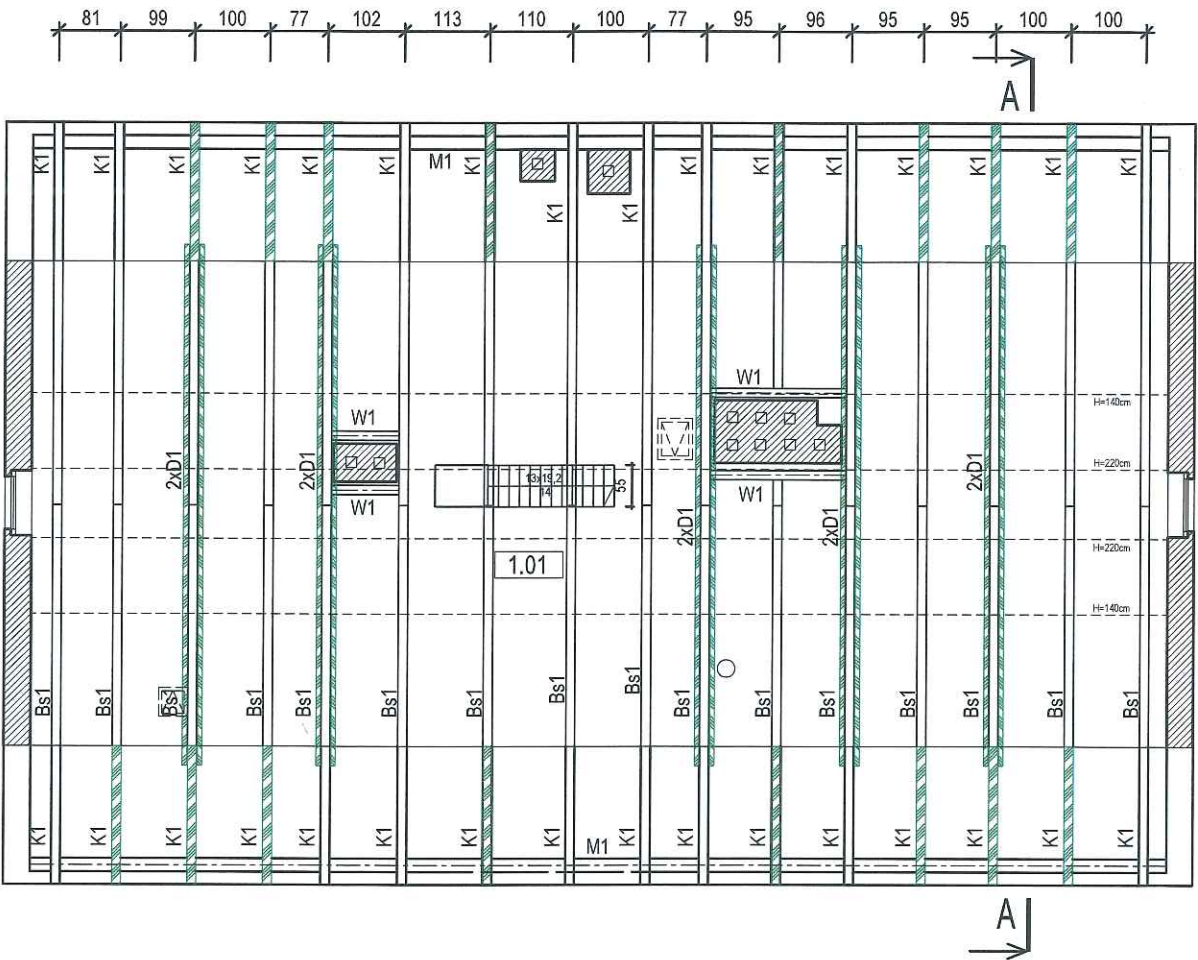 81 99 100 77 102 113 110 100 77 95 96 95 95 100 100
A
K1 K1 K1 K1 K1 K1 M1 K1 K1 K1 K1 K1 K1 K1 K1 K1 K1
K1 K1
W1
H=140cm
W1
2xD1 2xD1 13x19,2 2xD1 H=220cm
14 55
W1 W1
2xD1 2xD1
H=220cm
1.01
H=140cm
Bs1 Bs1 Bs1 Bs1 Bs1 Bs1 Bs1 Bs1 Bs1 Bs1 Bs1 Bs1 Bs1 Bs1 Bs1 Bs1
K1 K1 K1 K1 K1 K1 K1 K1 M1 K1 K1 K1 K1 K1 K1 K1 K1
A